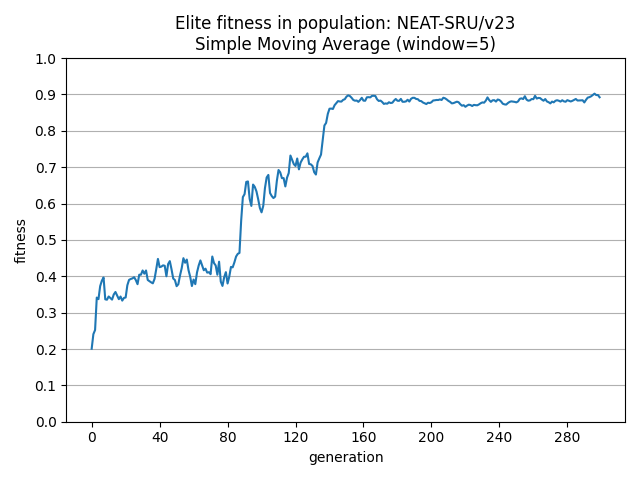 Elite fitness in population: NEAT-SRU/v23
Simple Moving Average (window=5)
1.0
0.9
0.8
0.7
0.6
0.5
0.4
0.3
0.2
0.1
0.0
fitness
0 40 80 120 160 200 240 280
generation